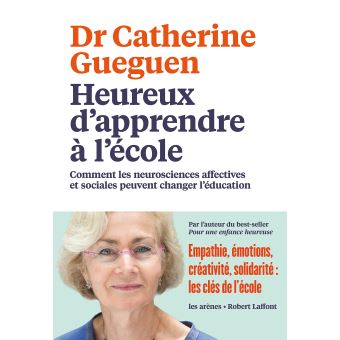 Dr Catherine
Gueguen
Heureux
d’apprendre
à l’école
Comment les neurosciences affectives
et sociales peuvent changer l’éducation
Par l’auteur du best-seller
Pour une enfance heureuse
Empathie, émotions,
créativité, solidarité :
les clés de l’école
les arènes • Robert Laffont